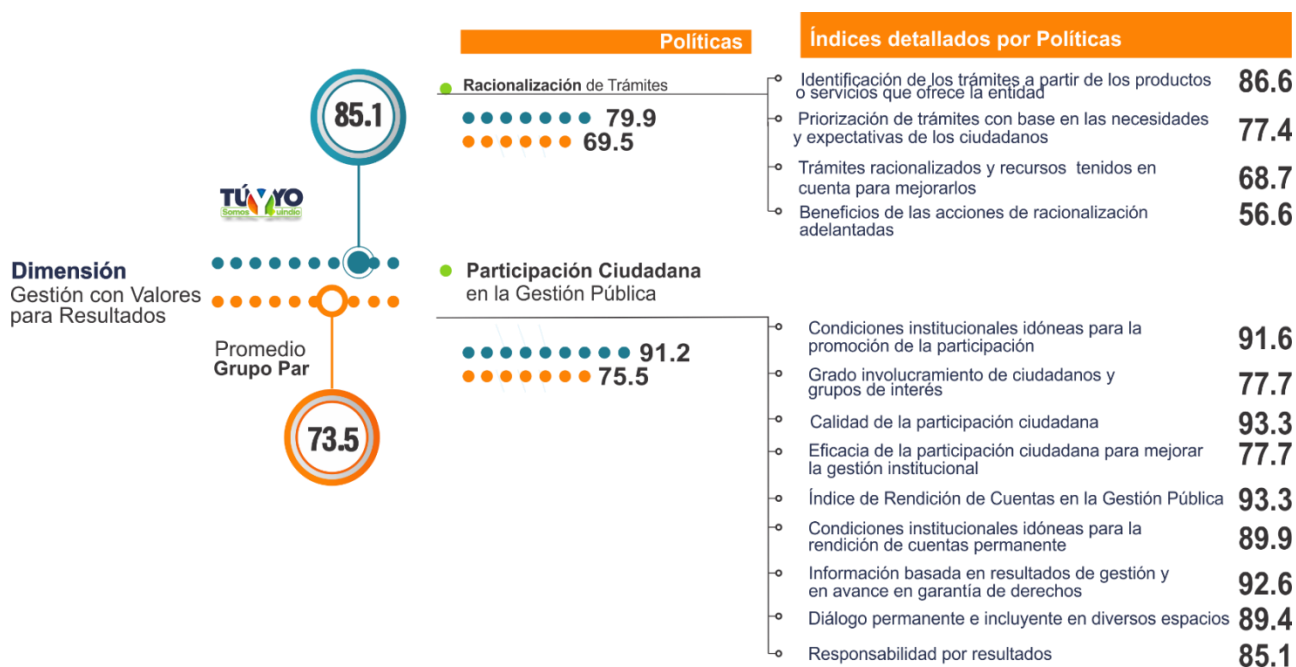 Políticas
Índices detallados por Políticas
85.1
TÚ Y YO
Somos Quindío
Dimensión
Gestión con Valores
para Resultados
Promedio
Grupo Par
73.5
Racionalización de Trámites
79.9
69.5
Identificación de los trámites a partir de los productos
o servicios que ofrece la entidad
86.6
Priorización de trámites con base en las necesidades
y expectativas de los ciudadanos
77.4
Trámites racionalizados y recursos tenidos en
cuenta para mejorarlos
68.7
Beneficios de las acciones de racionalización
adelantadas
56.6
Participación Ciudadana
en la Gestión Pública
91.2
75.5
Condiciones institucionales idóneas para la
promoción de la participación
91.6
Grado involucramiento de ciudadanos y
grupos de interés
77.7
Calidad de la participación ciudadana
93.3
Eficacia de la participación ciudadana para mejorar
la gestión institucional
77.7
Índice de Rendición de Cuentas en la Gestión Pública
93.3
Condiciones institucionales idóneas para la
rendición de cuentas permanente
89.9
Información basada en resultados de gestión y
en avance en garantía de derechos
92.6
Diálogo permanente e incluyente en diversos espacios
89.4
Responsabilidad por resultados
85.1